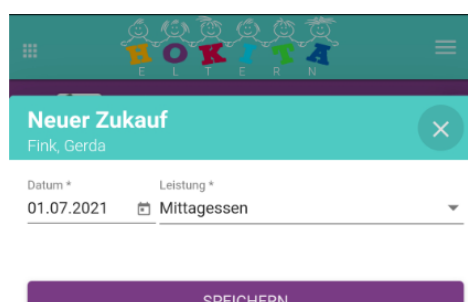 HOKITA
ELTERN
Neuer Zukauf
Fink, Gerda
Datum * Leistung *
01.07.2021 Mittagessen
SPEICHERN